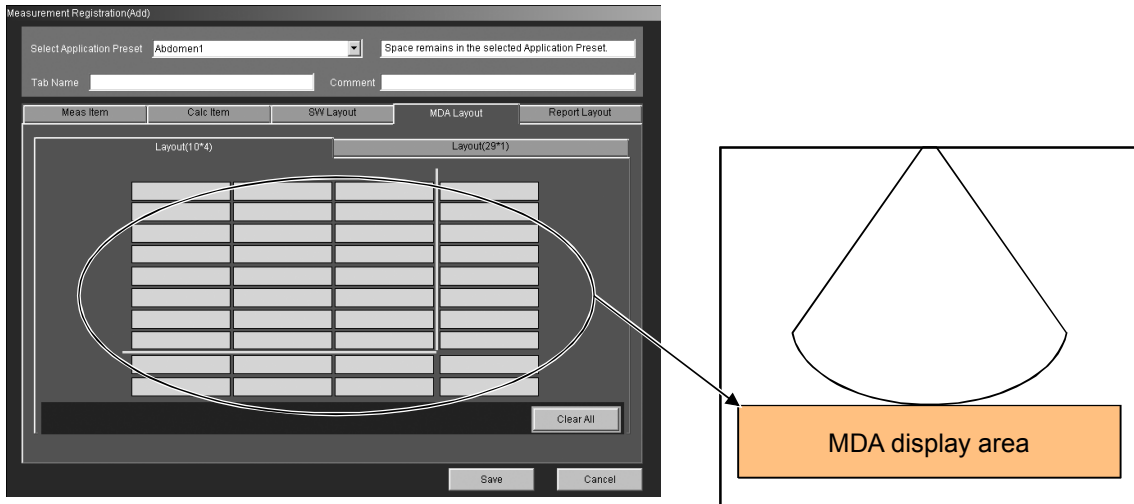 Measurement Registration(Add)
Select Application Preset Abdomen1 Space remains in the selected Application Preset.
Tab Name Comment
Meas Item Calc Item SW Layout MDA Layout Report Layout
Layout(10*4) Layout(29*1)
Clear All
Save Cancel
MDA display area